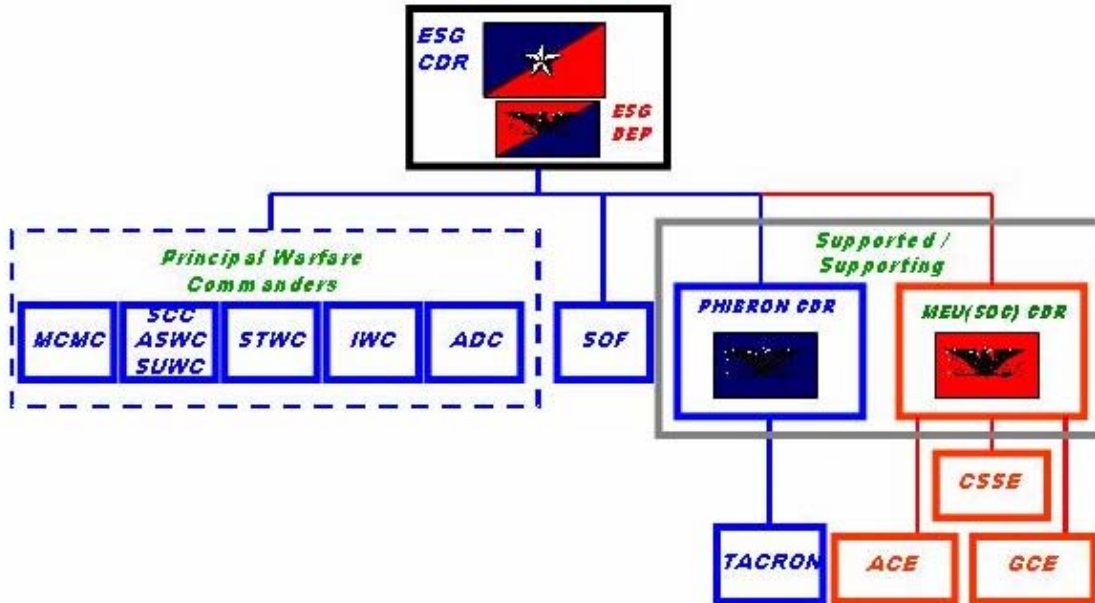 ESG
CDR
ESG
DEP
Principal Warfare
Commanders
MCMC
SCC
ASWC
SUWC
STWC
IWC
ADC
SOF
Supported /
Supporting
PHIBRON CDR
MEU(SOC) CDR
CSSE
TACRON
ACE
GCE